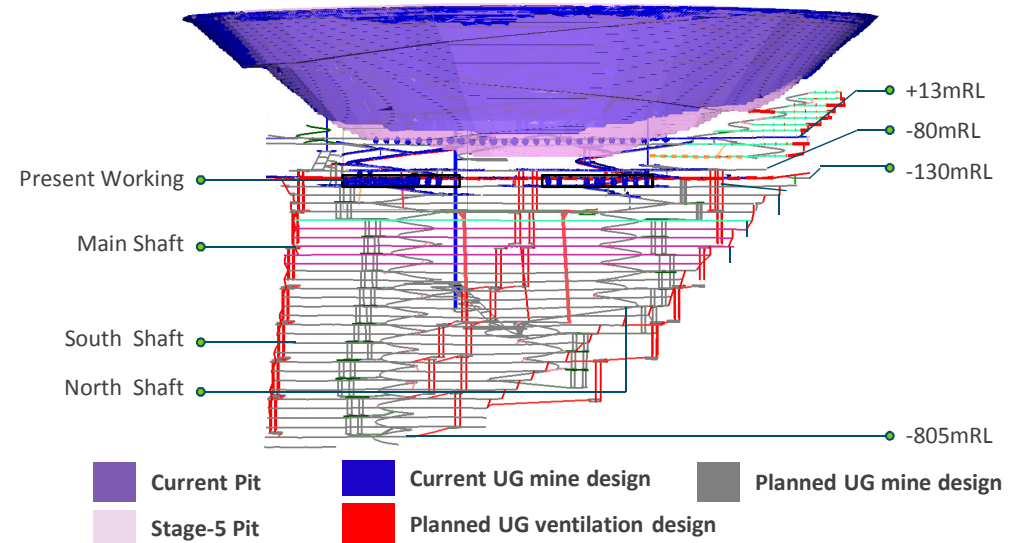 +13mRL
-80mRL
-130mRL
Present Working
Main Shaft
South Shaft
North Shaft
-805mRL
Current Pit
Current UG mine design
Planned UG mine design
Stage-5 Pit
Planned UG ventilation design